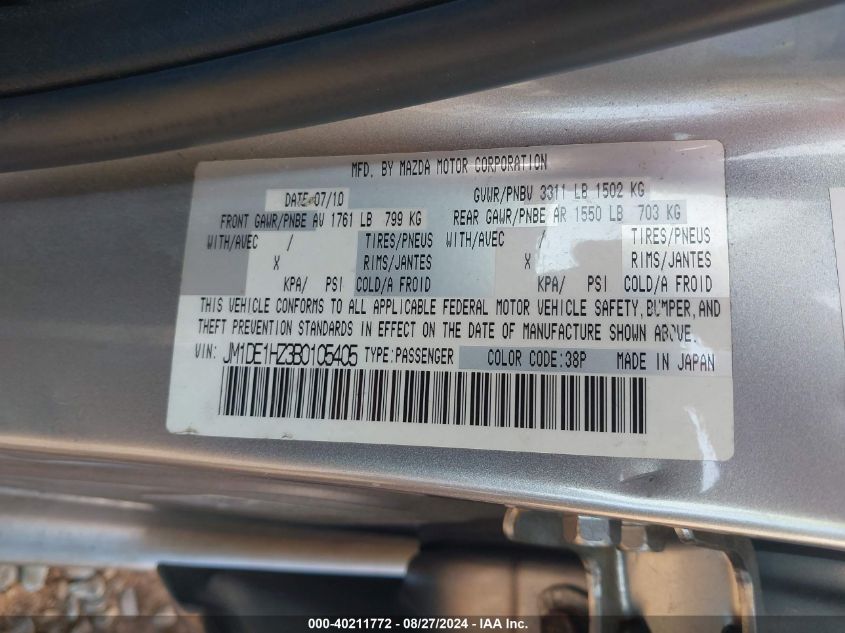 MFD. BY MAZDA MOTOR CORPORATION
DATE 07/10 GVWR/PNBV 3311 LB 1502 KG
FRONT GAWR/PNBE AV 1761 LB 799 KG REAR GAWR/PNBE AR 1550 LB 703 KG
WITH/AVEC / TIRES/PNEUS WITH/AVEC / TIRES/PNEUS
X RIMS/JANTES X RIMS/JANTES
KPA/ PSI COLD/A FROID KPA/ PSI COLD/A FROID
THIS VEHICLE CONFORMS TO ALL APPLICABLE FEDERAL MOTOR VEHICLE SAFETY, BUMPER, AND
THEFT PREVENTION STANDARDS IN EFFECT ON THE DATE OF MANUFACTURE SHOWN ABOVE.
VIN: JM1DE1HZ3B0105405 TYPE:PASSENGER COLOR CODE:38P MADE IN JAPAN
000-40211772 - 08/27/2024 - IAA Inc.